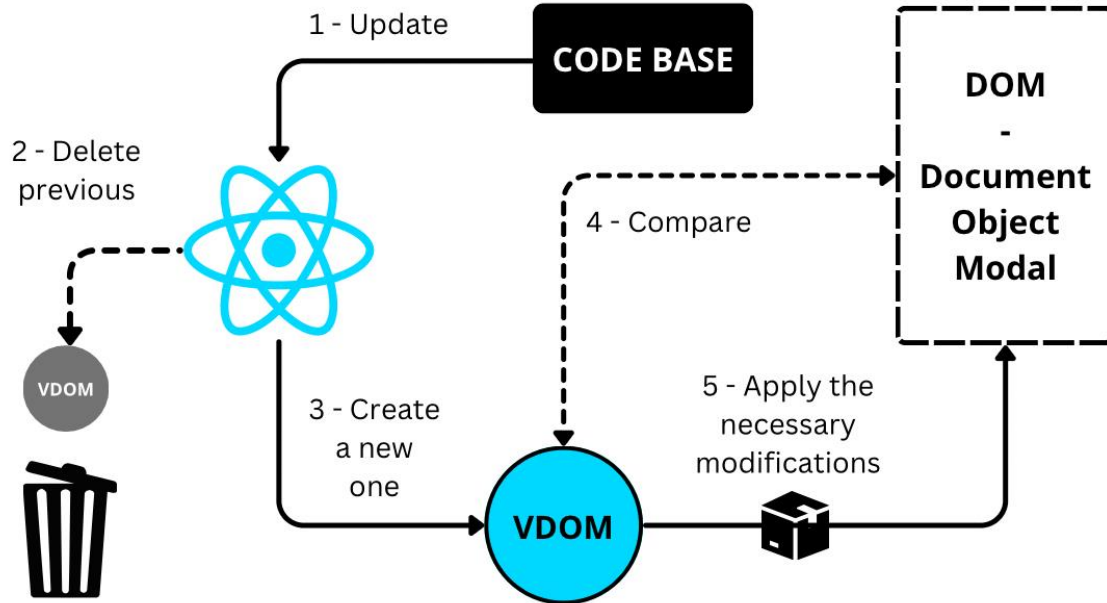 1 - Update
CODE BASE
DOM
-
Document
Object
Modal
2 - Delete
previous
4 - Compare
VDOM
3 - Create
a new
one
5 - Apply the
necessary
modifications
VDOM